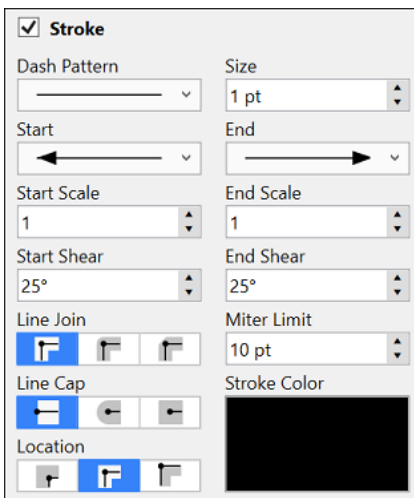 Stroke
Dash Pattern Size
1 pt
Start End
Start Scale End Scale
1 1
Start Shear End Shear
25° 25°
Line Join Miter Limit
10 pt
Line Cap Stroke Color
Location